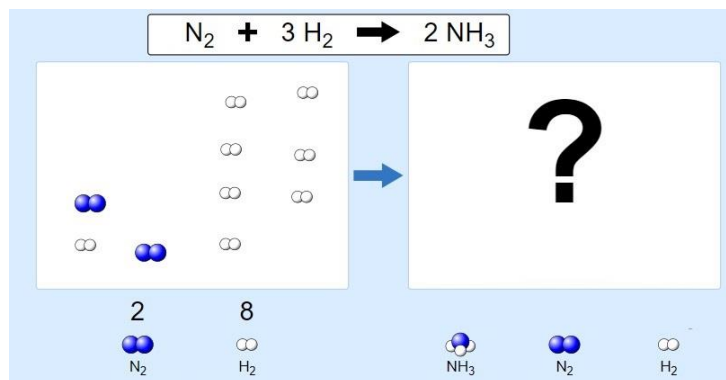 N₂ + 3 H₂ → 2 NH₃
?
2 8
N₂ H₂ NH₃ N₂ H₂